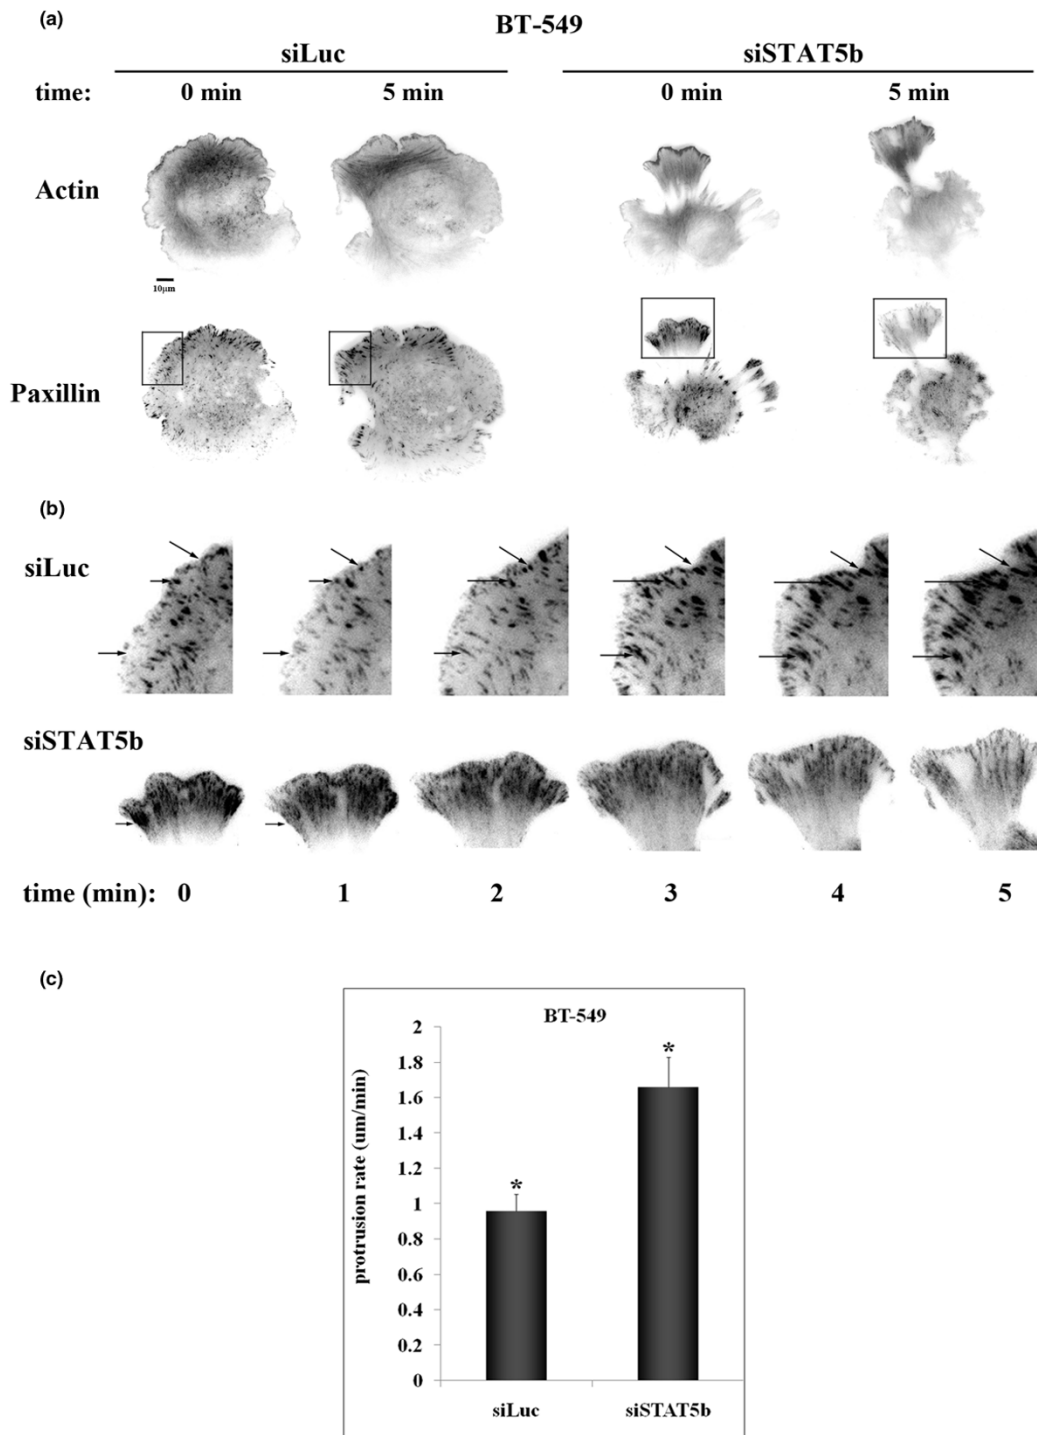 (a)
BT-549
siLuc siSTAT5b
time: 0 min 5 min 0 min 5 min
Actin
10μm
Paxillin
(b)
siLuc
siSTAT5b
time (min): 0 1 2 3 4 5
(c)
BT-549
protrusion rate (um/min)
2
1.8
1.6
1.4
1.2
1
0.8
0.6
0.4
0.2
0
*
*
siLuc siSTAT5b